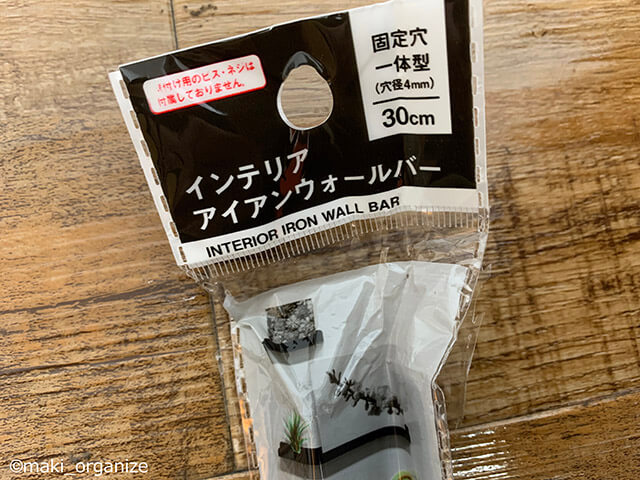 付け用のビス・ネジは
付属しておりません。
固定穴
一体型
(穴径4mm)
30cm
インテリア
アイアンウォールバー
INTERIOR IRON WALL BAR
©maki_organize